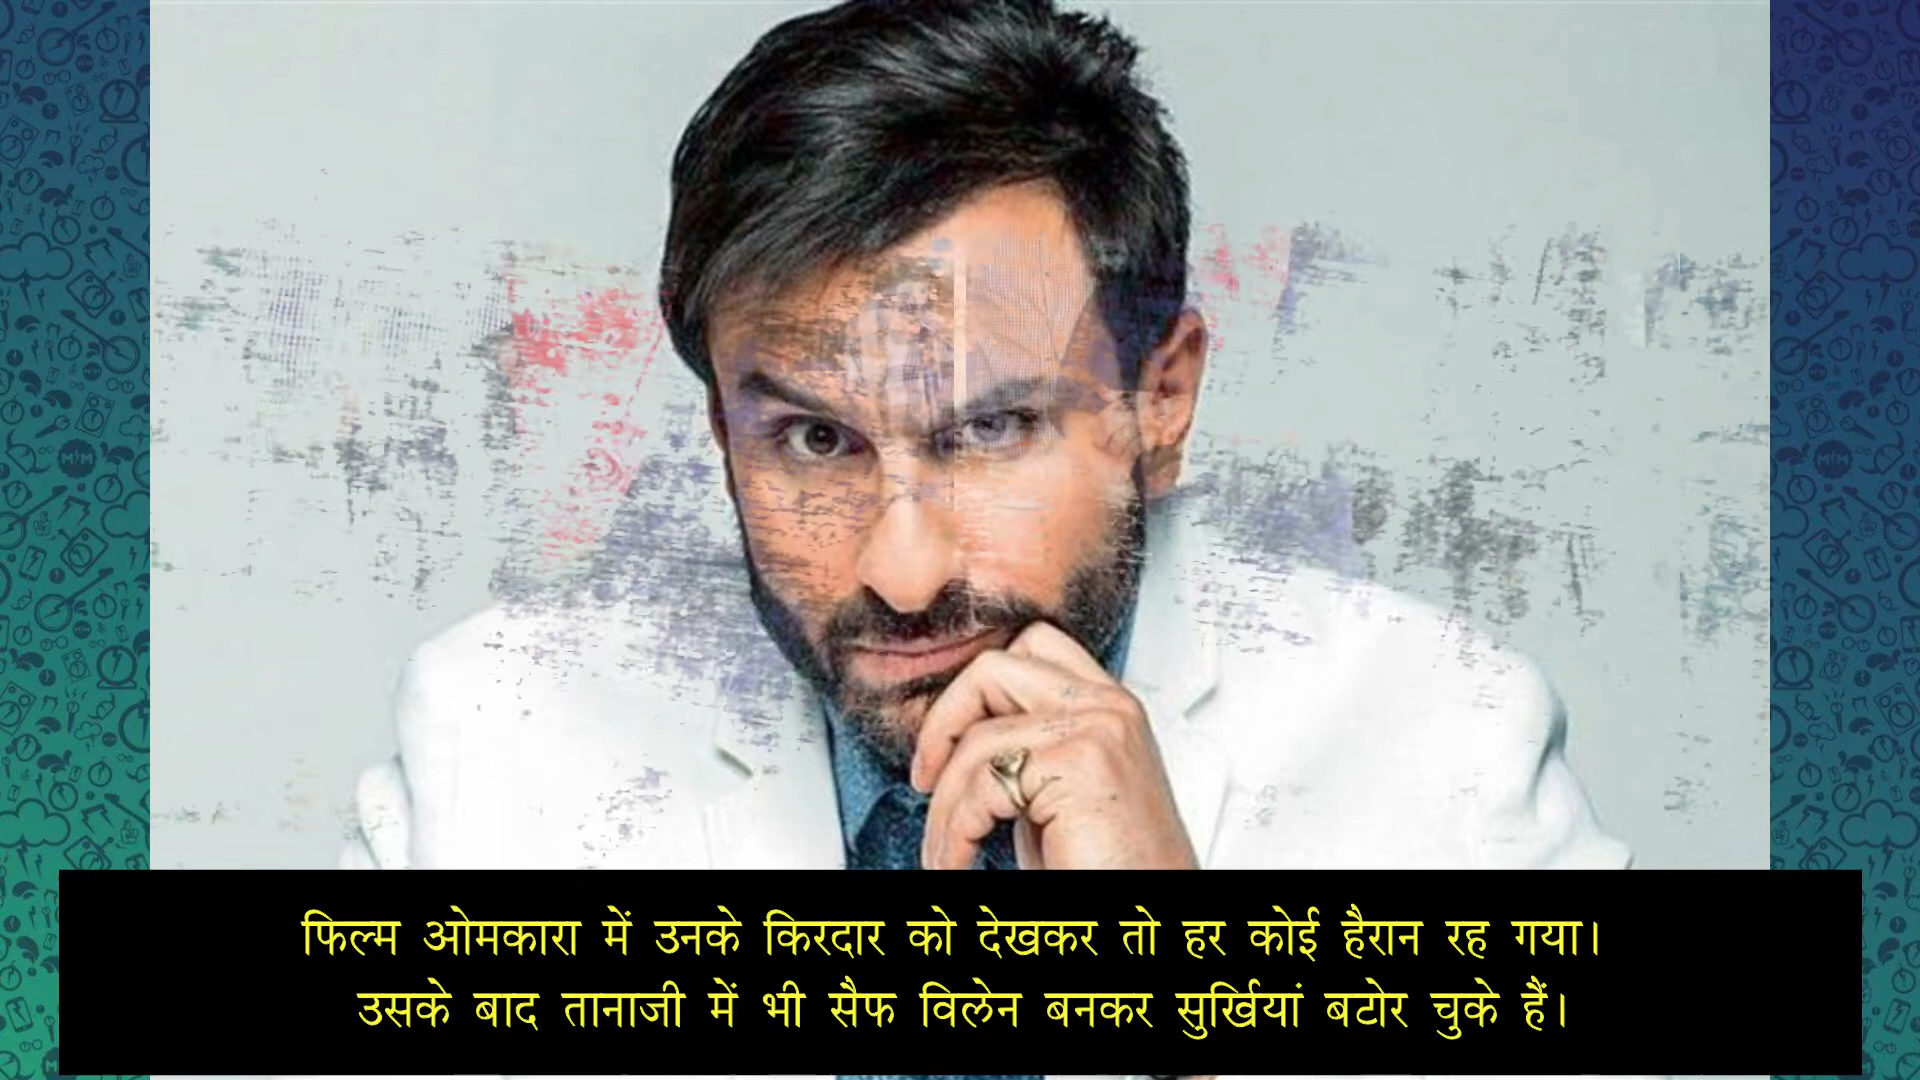 फिल्म ओमकारा में उनके किरदार को देखकर तो हर कोई हैरान रह गया।
उसके बाद तानाजी में भी सैफ विलेन बनकर सुर्खियां बटोर चुके हैं।